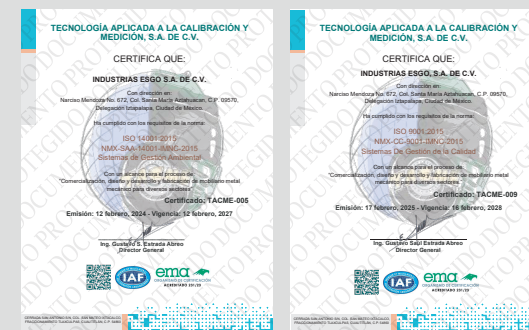 TECNOLOGÍA APLICADA A LA CALIBRACIÓN Y
MEDICIÓN, S.A. DE C.V.
CERTIFICA QUE:
INDUSTRIAS ESGO S.A. DE C.V.
Con dirección en:
Narciso Mendoza No. 672, Col. Santa María Aztahuacan, C.P. 09570,
Delegación Iztapalapa, Ciudad de México.
Ha cumplido con los requisitos de la norma:
ISO 14001:2015
NMX-SAA-14001-IMNC-2015
Sistemas de Gestión Ambiental
Con un alcance para el proceso de:
"Comercialización, diseño y desarrollo y fabricación de mobiliario metal
mecánico para diversos sectores"
Certificado: TACME-005
Emisión: 12 febrero, 2024 - Vigencia: 12 febrero, 2027
Ing. Gustavo S. Estrada Abreo
Director General
IAF
ema
ORGANISMO DE CERTIFICACIÓN
TECNOLOGÍA APLICADA A LA CALIBRACIÓN Y
MEDICIÓN, S.A. DE C.V.
CERTIFICA QUE:
INDUSTRIAS ESGO, S.A. DE C.V.
Con dirección en:
Narciso Mendoza No. 672, Col. Santa María Aztahuacan, C.P. 09570,
Delegación Iztapalapa, Ciudad de México.
Ha cumplido con los requisitos de la norma:
ISO 9001:2015
NMX-CC-9001-IMNC-2015
Sistemas De Gestión de la Calidad
Con un alcance para el proceso de:
"Comercialización, diseño y desarrollo y fabricación de mobiliario metal
mecánico para diversos sectores"
Certificado: TACME-009
Emisión: 17 febrero, 2025 - Vigencia: 16 febrero, 2028
Ing. Gustavo Saúl Estrada Abreo
Director General
IAF
ema
ORGANISMO DE CERTIFICACIÓN